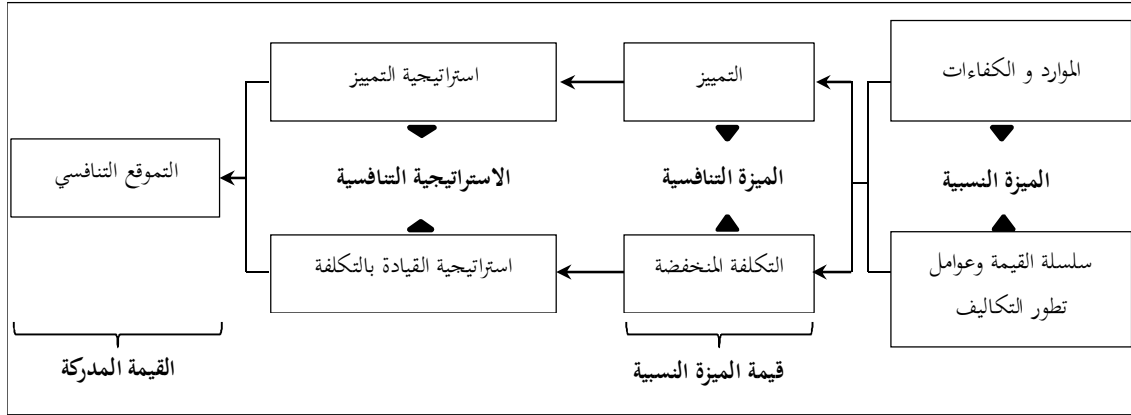 الموارد و الكفاءات
التمييز
استراتيجية التمييز
الميزة النسبية
الميزة التنافسية
الاستراتيجية التنافسية
التموقع التنافسي
سلسلة القيمة وعوامل
تطور التكاليف
التكلفة المنخفضة
استراتيجية القيادة بالتكلفة
قيمة الميزة النسبية
القيمة المدركة